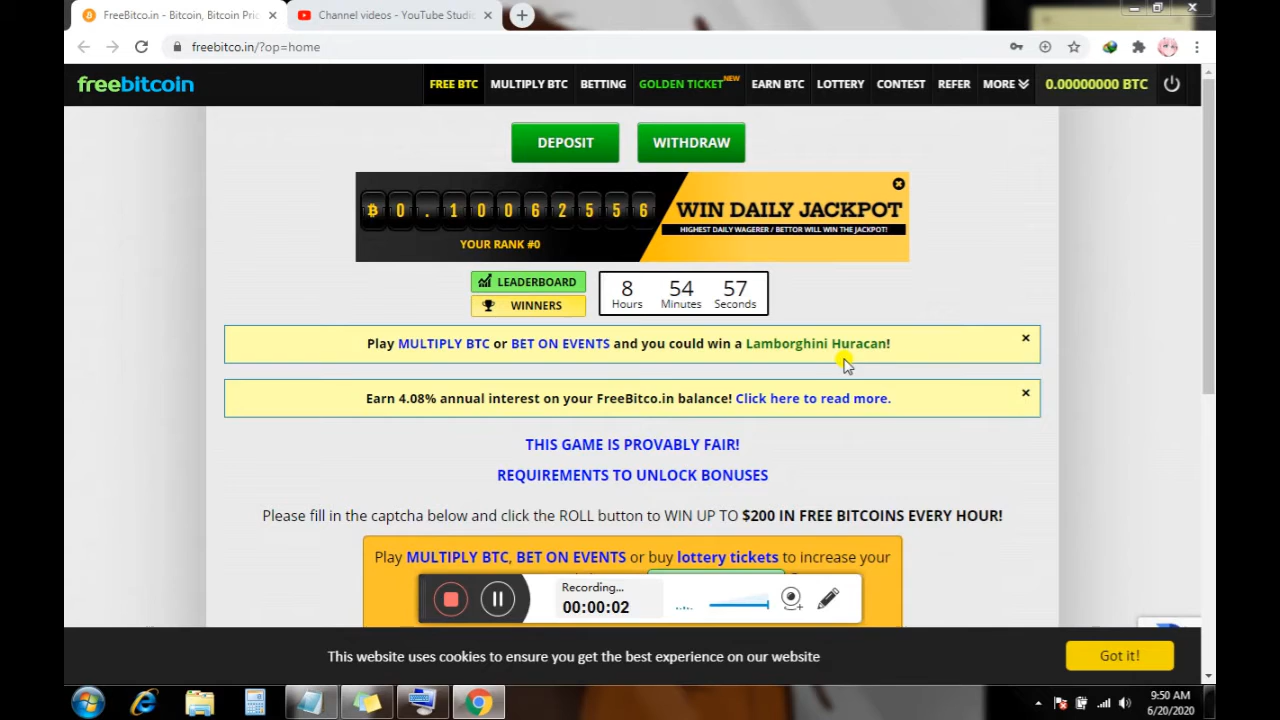 FreeBitco.in - Bitcoin, Bitcoin Pric
Channel videos - YouTube Studio
freebitco.in/?op=home
freebitcoin
FREE BTC MULTIPLY BTC BETTING GOLDEN TICKET NEW EARN BTC LOTTERY CONTEST REFER MORE 0.00000000 BTC
DEPOSIT WITHDRAW
0.10062556
YOUR RANK #0
WIN DAILY JACKPOT
HIGHEST DAILY WAGERER / BETTOR WILL WIN THE JACKPOT!
LEADERBOARD
WINNERS
8 54 57
Hours Minutes Seconds
Play MULTIPLY BTC or BET ON EVENTS and you could win a Lamborghini Huracan!
Earn 4.08% annual interest on your FreeBitco.in balance! Click here to read more.
THIS GAME IS PROVABLY FAIR!
REQUIREMENTS TO UNLOCK BONUSES
Please fill in the captcha below and click the ROLL button to WIN UP TO $200 IN FREE BITCOINS EVERY HOUR!
Play MULTIPLY BTC, BET ON EVENTS or buy lottery tickets to increase your
Recording...
00:00:02
This website uses cookies to ensure you get the best experience on our website
Got it!
9:50 AM
6/20/2020